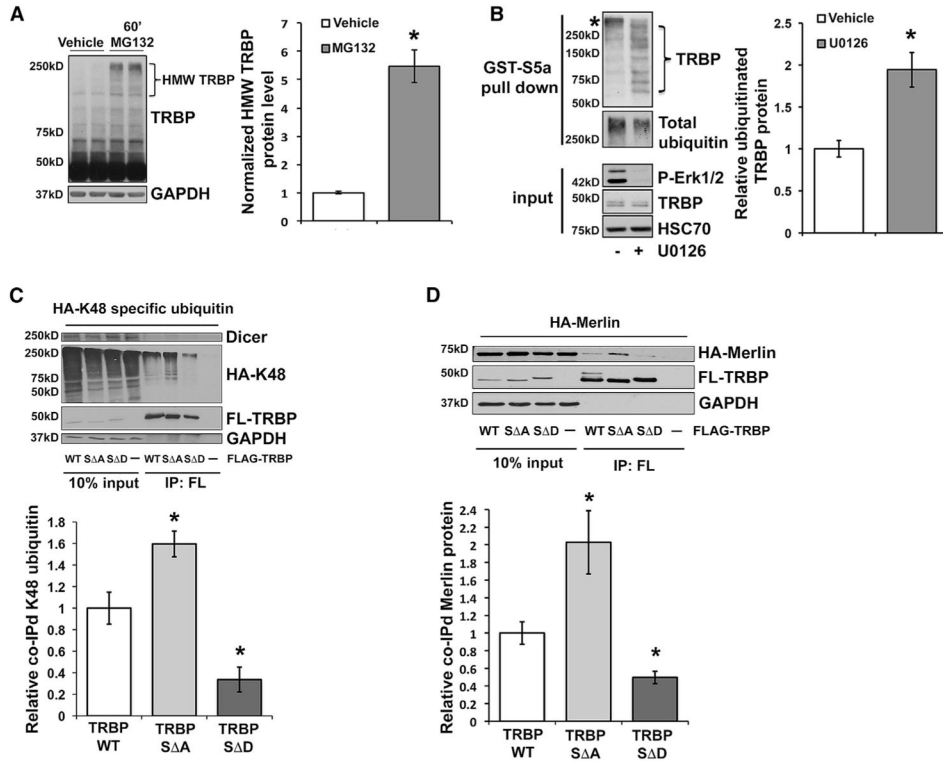 A
60'
Vehicle MG132
250kD
HMW TRBP
TRBP
75kD
50kD
37kD
GAPDH
Normalized HMW TRBP
protein level
7
6
5
4
3
2
1
0
Vehicle
MG132
*
B
*
250kD
150kD
75kD
50kD
GST-S5a
pull down
TRBP
250kD
Total
ubiquitin
input
42kD
P-Erk1/2
50kD
TRBP
75kD
HSC70
- + U0126
Relative ubiquitinated
TRBP protein
2.5
2
1.5
1
0.5
0
Vehicle
U0126
*
C
HA-K48 specific ubiquitin
250kD
Dicer
250kD
75kD
50kD
HA-K48
50kD
FL-TRBP
37kD
GAPDH
WT SΔA SΔD — WT SΔA SΔD — FLAG-TRBP
10% input IP: FL
Relative co-IPd K48 ubiquitin
1.8
1.6
1.4
1.2
1
0.8
0.6
0.4
0.2
0
*
*
TRBP TRBP TRBP
WT SΔA SΔD
D
HA-Merlin
75kD
HA-Merlin
50kD
FL-TRBP
37kD
GAPDH
WT SΔA SΔD — WT SΔA SΔD — FLAG-TRBP
10% input IP: FL
Relative co-IPd Merlin protein
2.4
2.2
2
1.8
1.6
1.4
1.2
1
0.8
0.6
0.4
0.2
0
*
*
TRBP TRBP TRBP
WT SΔA SΔD